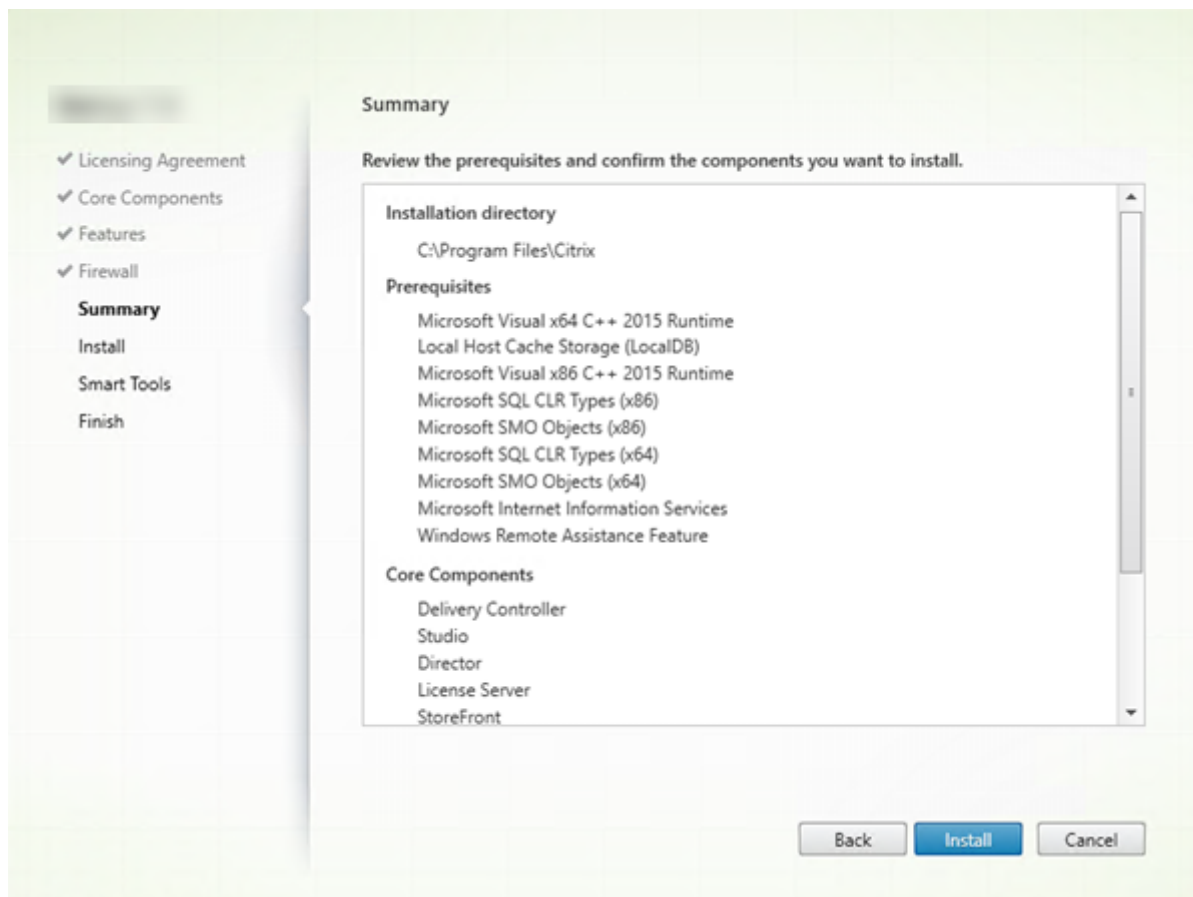 Licensing Agreement
Core Components
Features
Firewall
Summary
Install
Smart Tools
Finish
Summary
Review the prerequisites and confirm the components you want to install.
Installation directory
C:\Program Files\Citrix
Prerequisites
Microsoft Visual x64 C++ 2015 Runtime
Local Host Cache Storage (LocalDB)
Microsoft Visual x86 C++ 2015 Runtime
Microsoft SQL CLR Types (x86)
Microsoft SMO Objects (x86)
Microsoft SQL CLR Types (x64)
Microsoft SMO Objects (x64)
Microsoft Internet Information Services
Windows Remote Assistance Feature
Core Components
Delivery Controller
Studio
Director
License Server
StoreFront
Back
Install
Cancel